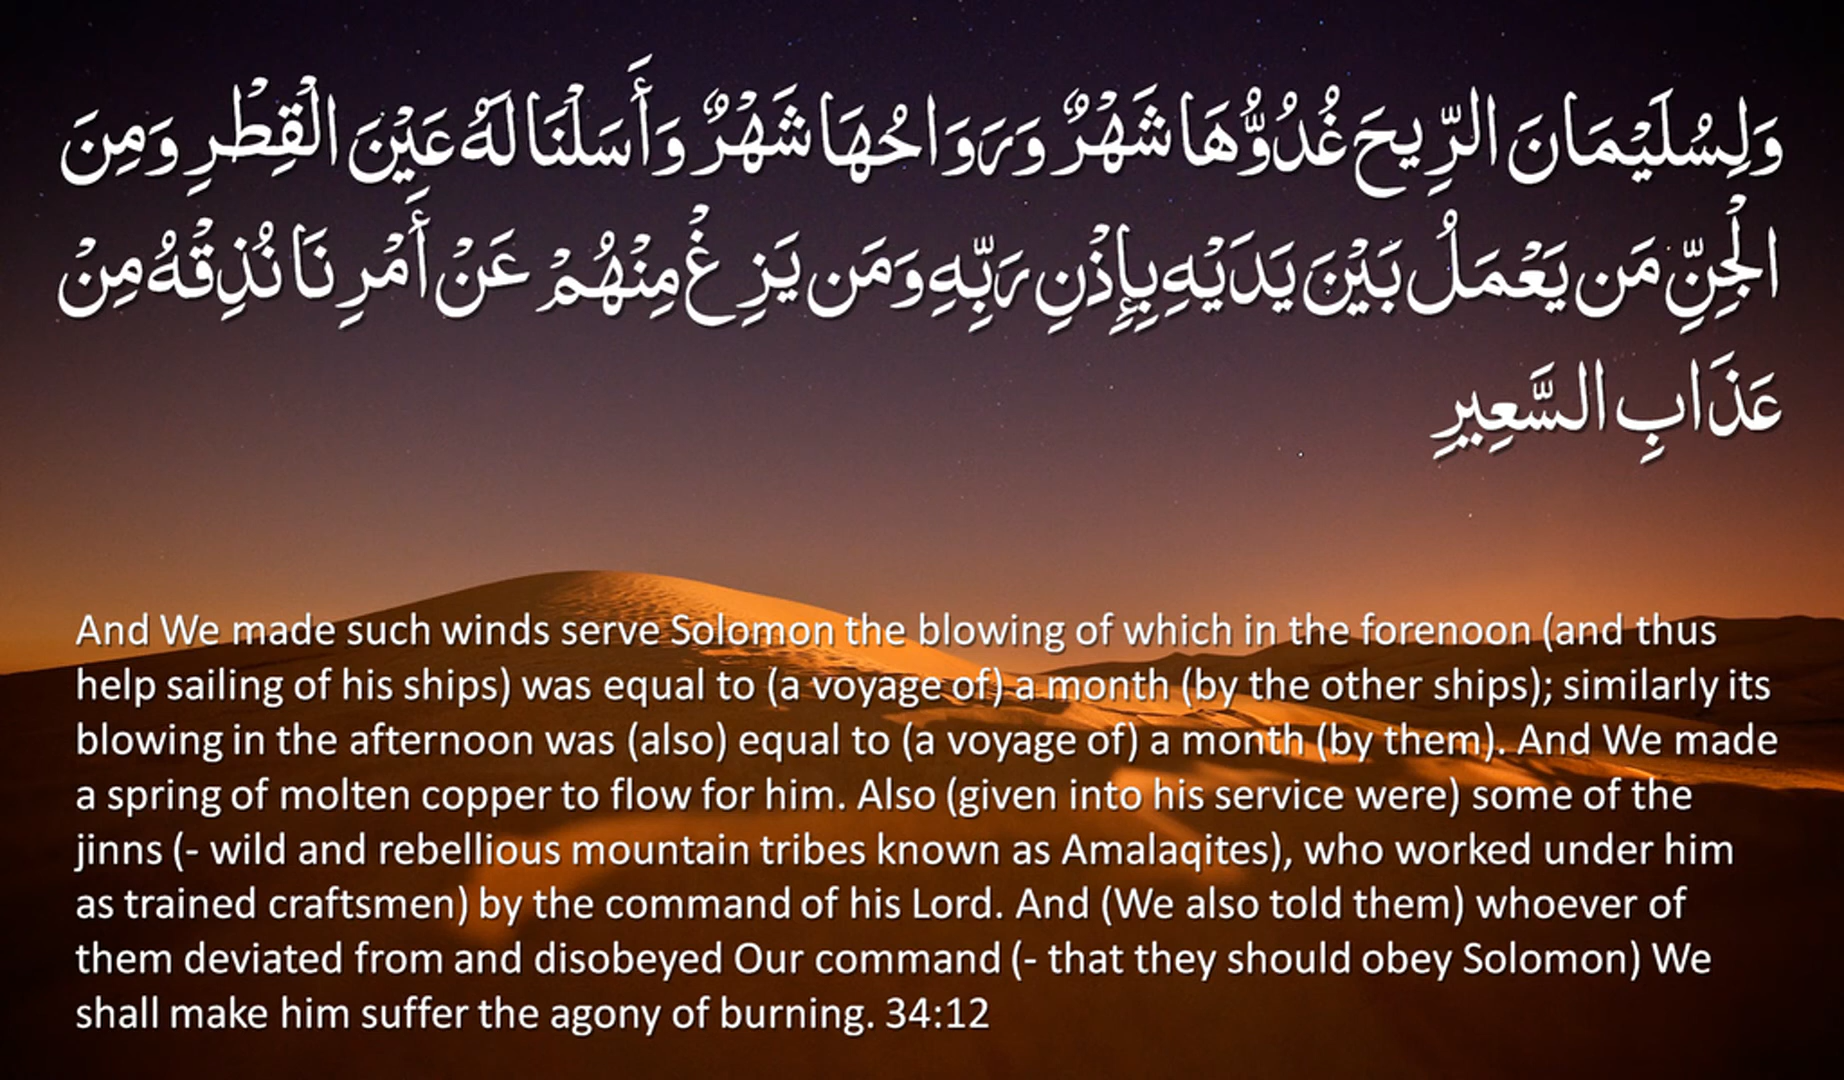 وَلِسُلَيْمَانَ الرِّيحَ غُدُوُّهَا شَهْرٌ وَرَوَاحُهَا شَهْرٌ وَأَسَلْنَا لَهُ عَيْنَ الْقِطْرِ وَمِنَ
الْجِنِّ مَن يَعْمَلُ بَيْنَ يَدَيْهِ بِإِذْنِ رَبِّهِ وَمَن يَزِغْ مِنْهُمْ عَنْ أَمْرِنَا نُذِقْهُ مِنْ
عَذَابِ السَّعِيرِ
And We made such winds serve Solomon the blowing of which in the forenoon (and thus
help sailing of his ships) was equal to (a voyage of) a month (by the other ships); similarly its
blowing in the afternoon was (also) equal to (a voyage of) a month (by them). And We made
a spring of molten copper to flow for him. Also (given into his service were) some of the
jinns (- wild and rebellious mountain tribes known as Amalaqites), who worked under him
as trained craftsmen) by the command of his Lord. And (We also told them) whoever of
them deviated from and disobeyed Our command (- that they should obey Solomon) We
shall make him suffer the agony of burning. 34:12